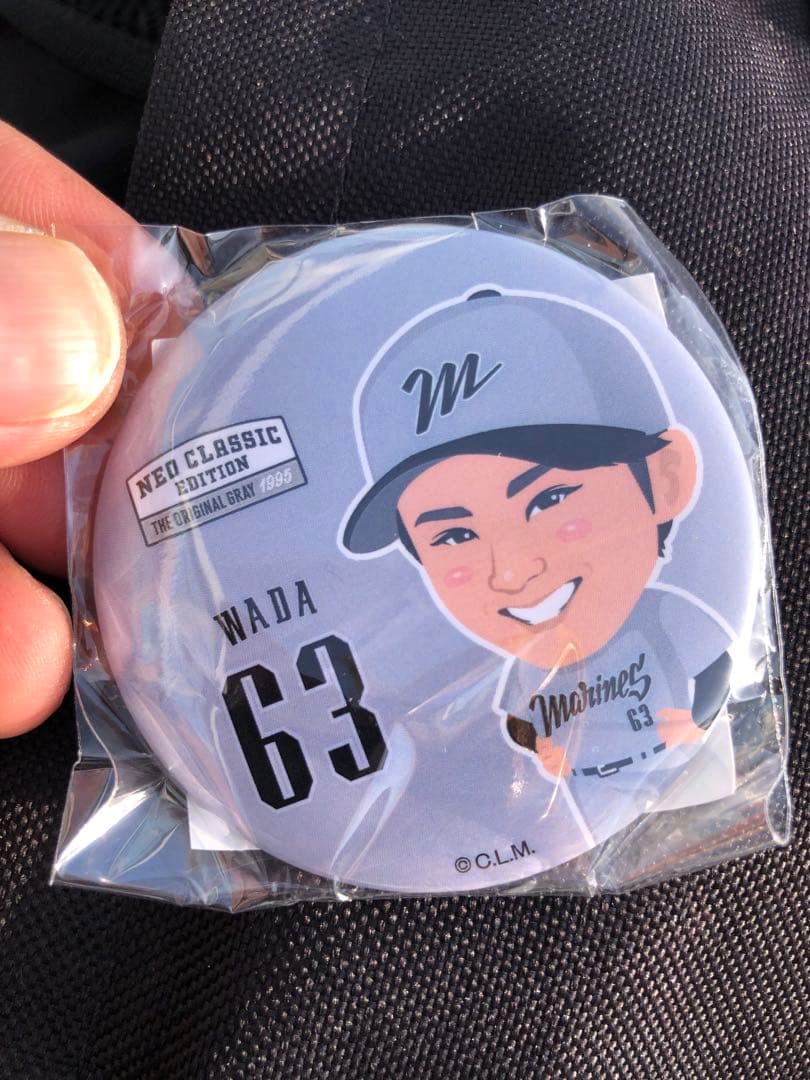 m
NEO CLASSIC
EDITION
THE ORIGINAL GRAY 1995
WADA
63
Marines
63
© C.L.M.